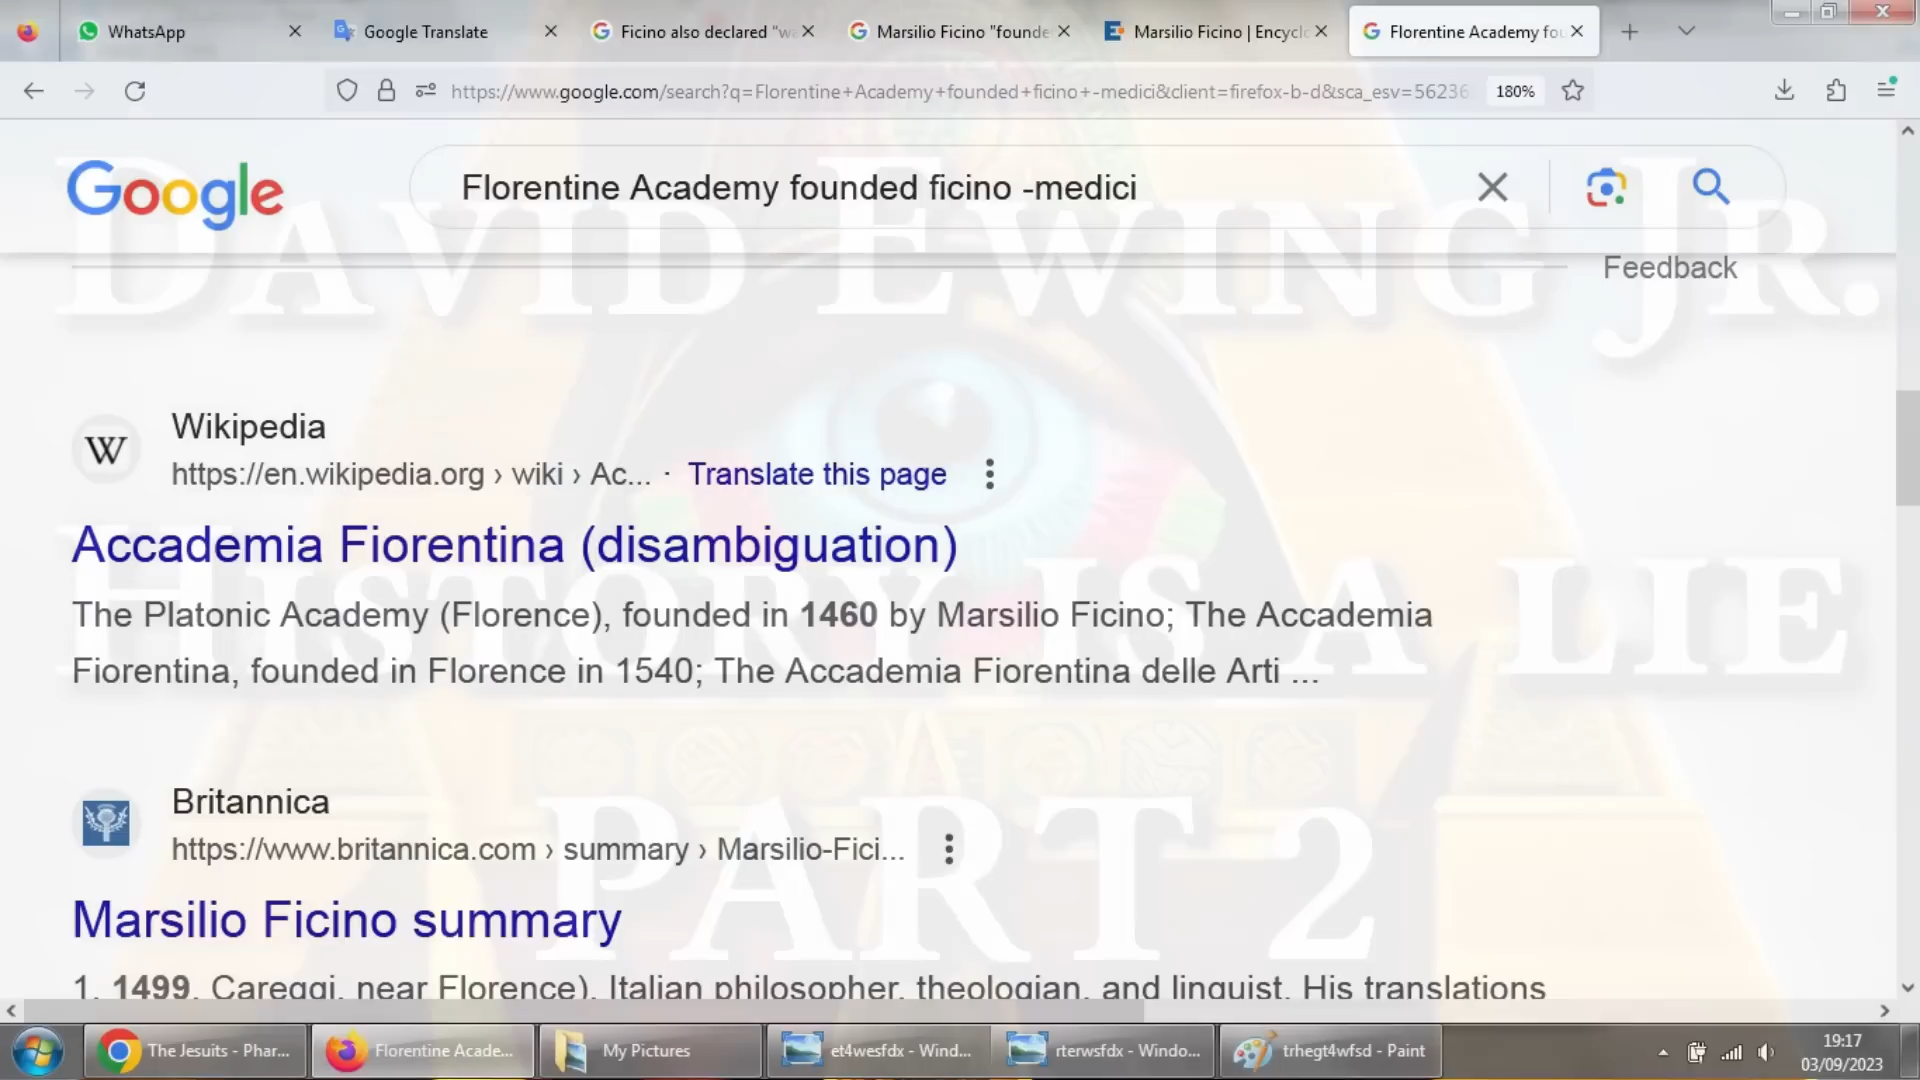 WhatsApp
Google Translate
Ficino also declared "wa
Marsilio Ficino "founde
Marsilio Ficino | Encyclo
Florentine Academy fou
https://www.google.com/search?q=Florentine+Academy+founded+ficino+-medici&client=firefox-b-d&sca_esv=56236
180%
Google
Florentine Academy founded ficino -medici
DAVID EWING JR.
Feedback
Wikipedia
https://en.wikipedia.org › wiki › Ac... · Translate this page
Accademia Fiorentina (disambiguation)
HISTORY IS A LIE
The Platonic Academy (Florence), founded in 1460 by Marsilio Ficino; The Accademia
Fiorentina, founded in Florence in 1540; The Accademia Fiorentina delle Arti ...
PART 2
Britannica
https://www.britannica.com › summary › Marsilio-Fici...
Marsilio Ficino summary
1, 1499, Careggi, near Florence). Italian philosopher, theologian, and linguist. His translations
The Jesuits - Phar...
Florentine Acade...
My Pictures
et4wesfdx - Wind...
rterwsfdx - Windo...
trhegt4wfsd - Paint
19:17
03/09/2023